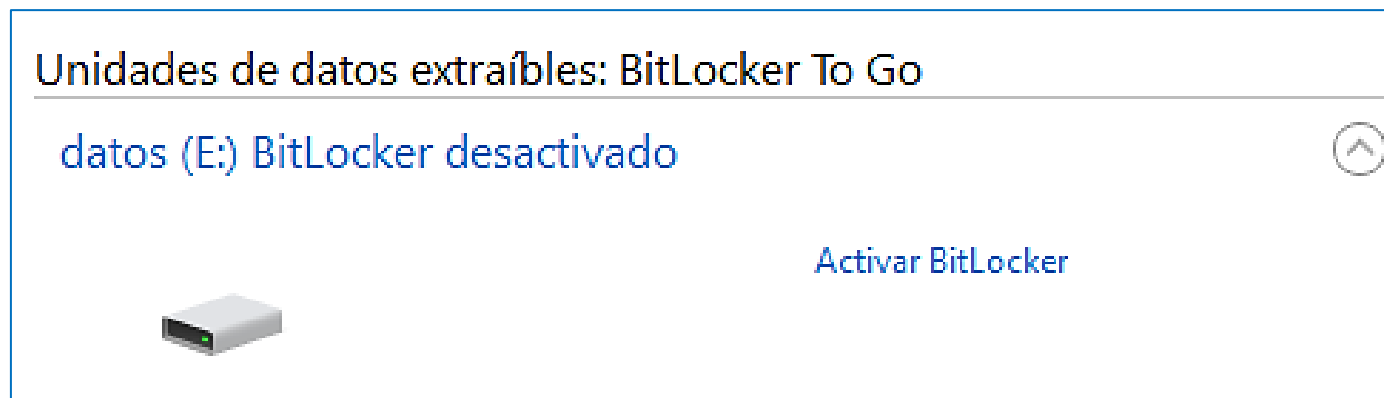 Unidades de datos extraíbles: BitLocker To Go
datos (E:) BitLocker desactivado
Activar BitLocker